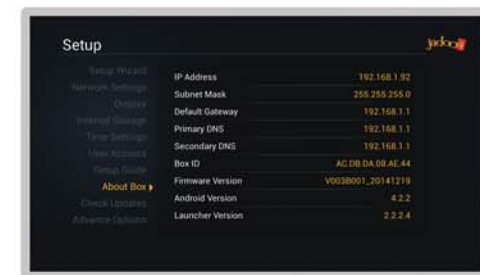 Setup
jadoo
Setup Wizard
Network Settings
Display
Internal Storage
Time Settings
User Account
Setup Guide
About Box
Check Updates
Advance Options
IP Address 192.168.1.92
Subnet Mask 255.255.255.0
Default Gateway 192.168.1.1
Primary DNS 192.168.1.1
Secondary DNS 192.168.1.1
Box ID AC:DB:DA:08:AE:44
Firmware Version V003B001_20141219
Android Version 4.2.2
Launcher Version 2.2.2.4